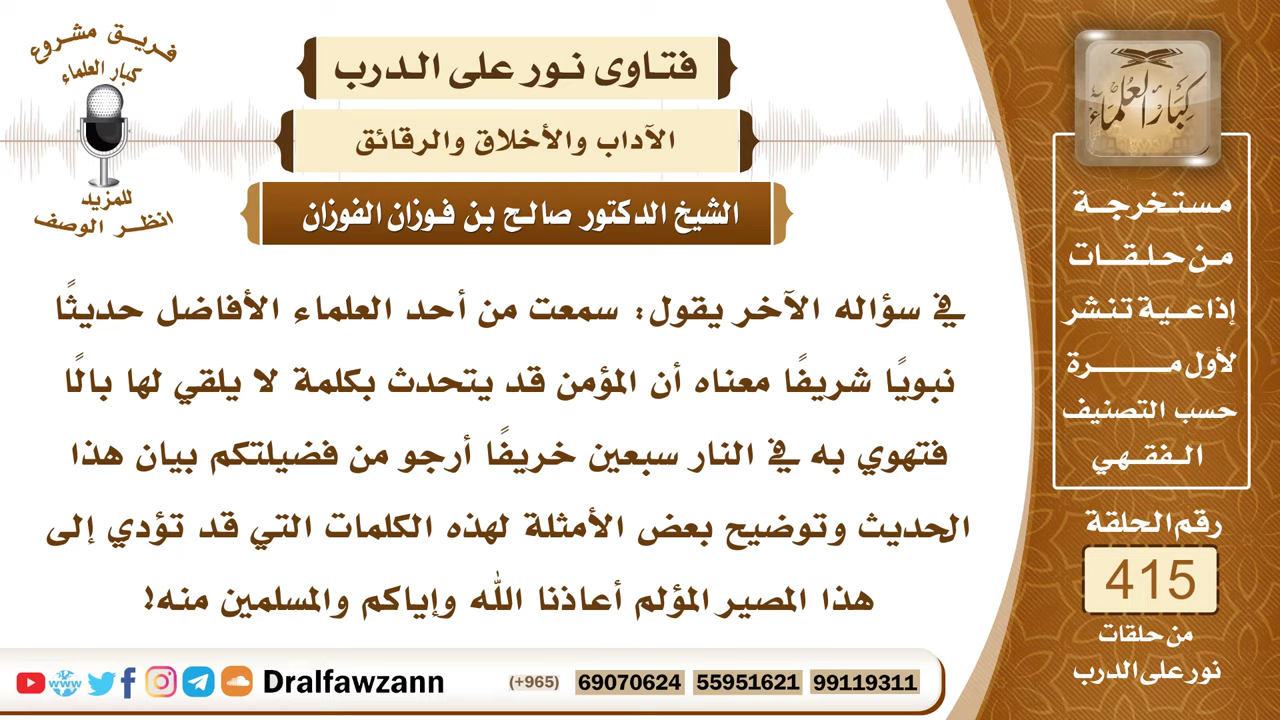 فريق مشروع
كبار العلماء
للمزيد
انظر الوصف
فتاوى نور على الدرب
الآداب والأخلاق والرقائق
الشيخ الدكتور صالح بن فوزان الفوزان
في سؤاله الآخر يقول: سمعت من أحد العلماء الأفاضل حديثًا
نبويًا شريفًا معناه أن المؤمن قد يتحدث بكلمة لا يلقي لها بالًا
فتهوي به في النار سبعين خريفًا أرجو من فضيلتكم بيان هذا
الحديث وتوضيح بعض الأمثلة لهذه الكلمات التي قد تؤدي إلى
هذا المصير المؤلم أعاذنا الله وإياكم والمسلمين منه!
كبار العلماء
مستخرجة
من حلقات
إذاعية تنشر
لأول مرة
حسب التصنيف
الفقهي
رقم الحلقة
415
من حلقات
نور على الدرب
www
Dralfawzann
(+965) 69070624 55951621 99119311